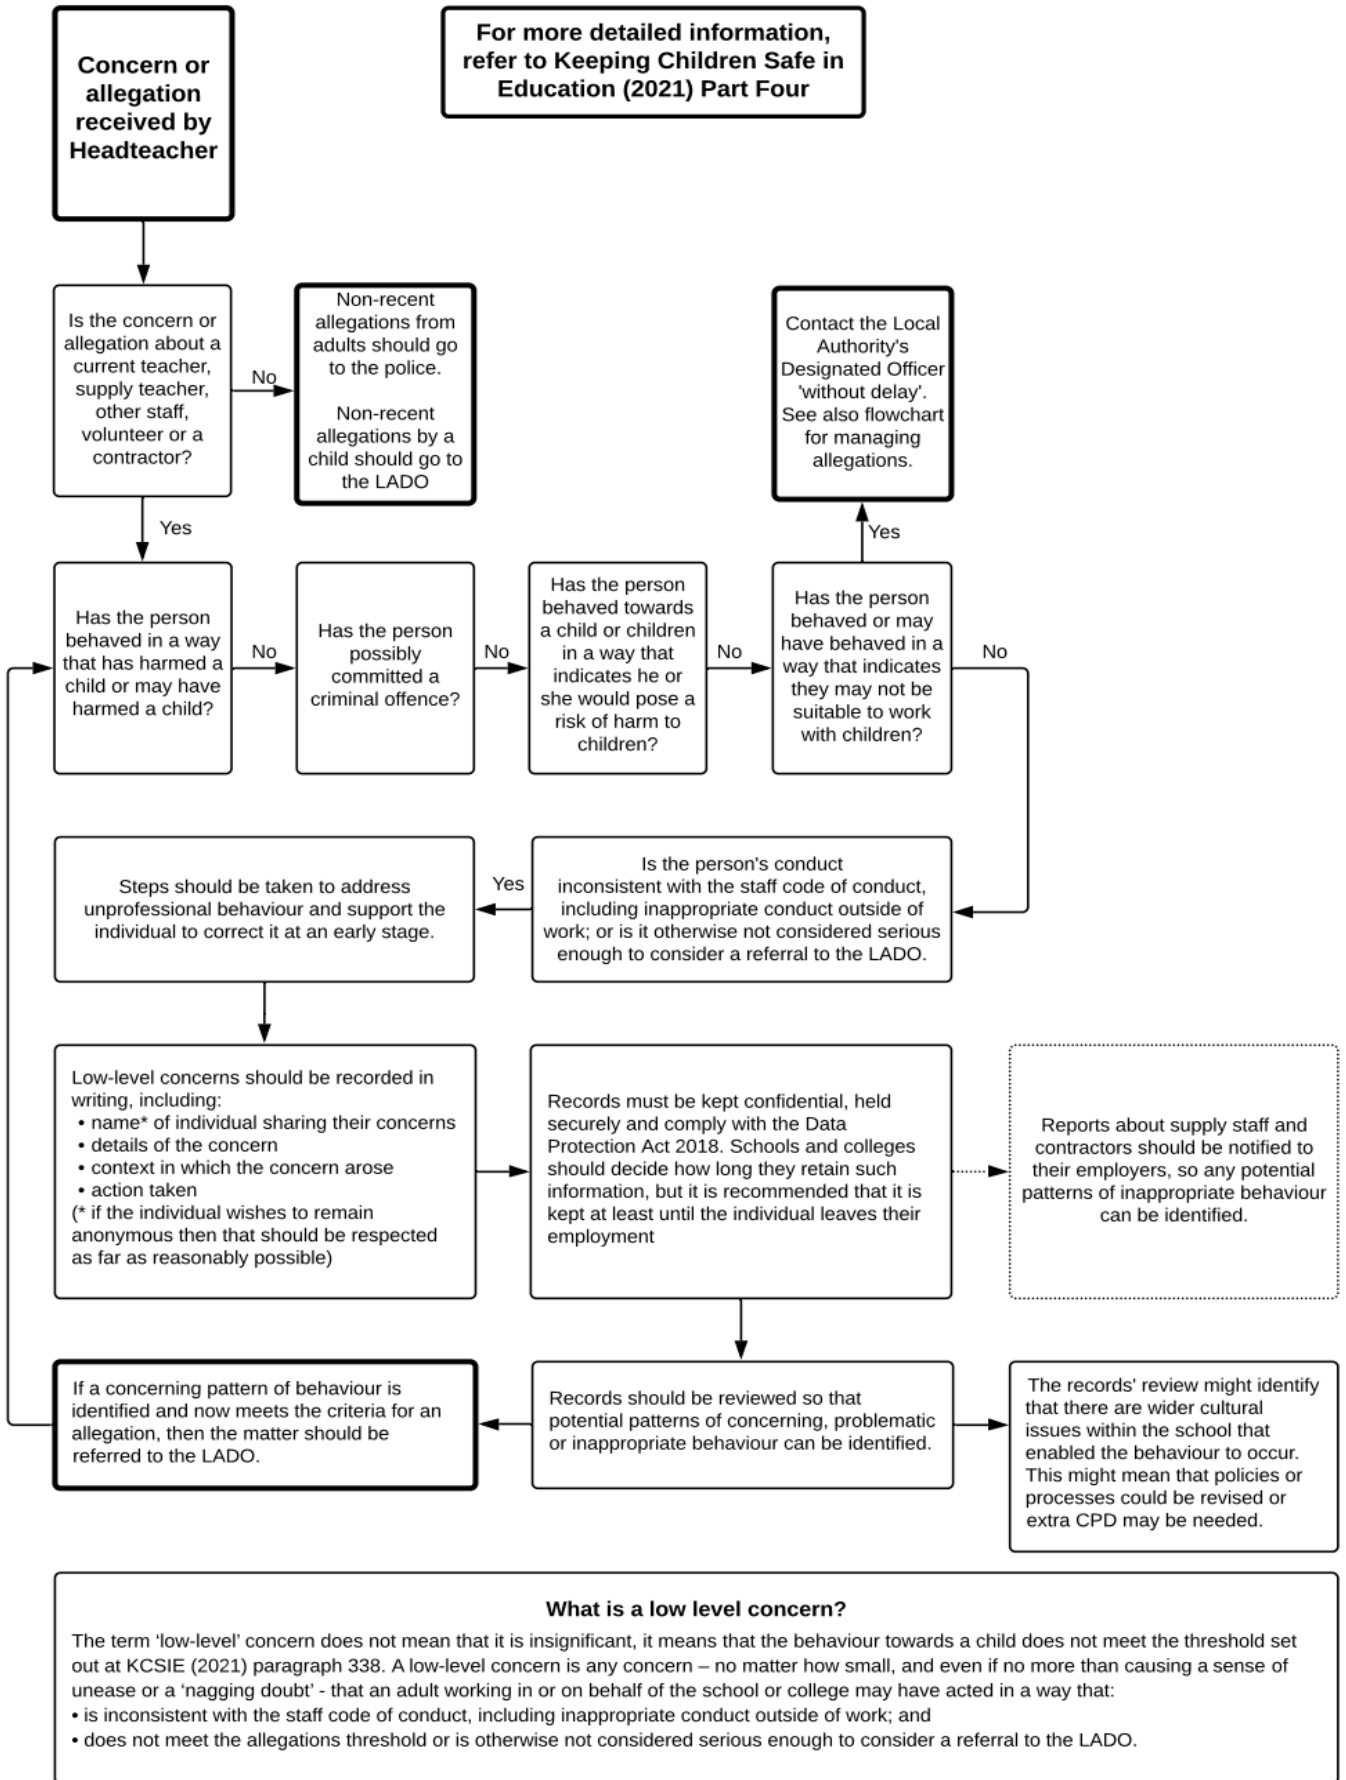 Concern or
allegation
received by
Headteacher
For more detailed information,
refer to Keeping Children Safe in
Education (2021) Part Four
Is the concern or
allegation about a
current teacher,
supply teacher,
other staff,
volunteer or a
contractor?
No
Non-recent
allegations from
adults should go
to the police.
Non-recent
allegations by a
child should go to
the LADO
Contact the Local
Authority's
Designated Officer
'without delay'.
See also flowchart
for managing
allegations.
Yes
Yes
Has the person
behaved in a way
that has harmed a
child or may have
harmed a child?
No
Has the person
possibly
committed a
criminal offence?
No
Has the person
behaved towards
a child or children
in a way that
indicates he or
she would pose a
risk of harm to
children?
No
Has the person
behaved or may
have behaved in a
way that indicates
they may not be
suitable to work
with children?
No
Steps should be taken to address
unprofessional behaviour and support the
individual to correct it at an early stage.
Yes
Is the person's conduct
inconsistent with the staff code of conduct,
including inappropriate conduct outside of
work; or is it otherwise not considered serious
enough to consider a referral to the LADO.
Low-level concerns should be recorded in
writing, including:
• name* of individual sharing their concerns
• details of the concern
• context in which the concern arose
• action taken
(* if the individual wishes to remain
anonymous then that should be respected
as far as reasonably possible)
Records must be kept confidential, held
securely and comply with the Data
Protection Act 2018. Schools and colleges
should decide how long they retain such
information, but it is recommended that it is
kept at least until the individual leaves their
employment
Reports about supply staff and
contractors should be notified to
their employers, so any potential
patterns of inappropriate behaviour
can be identified.
If a concerning pattern of behaviour is
identified and now meets the criteria for an
allegation, then the matter should be
referred to the LADO.
Records should be reviewed so that
potential patterns of concerning, problematic
or inappropriate behaviour can be identified.
The records' review might identify
that there are wider cultural
issues within the school that
enabled the behaviour to occur.
This might mean that policies or
processes could be revised or
extra CPD may be needed.
What is a low level concern?
The term ‘low-level’ concern does not mean that it is insignificant, it means that the behaviour towards a child does not meet the threshold set
out at KCSIE (2021) paragraph 338. A low-level concern is any concern – no matter how small, and even if no more than causing a sense of
unease or a ‘nagging doubt’ - that an adult working in or on behalf of the school or college may have acted in a way that:
• is inconsistent with the staff code of conduct, including inappropriate conduct outside of work; and
• does not meet the allegations threshold or is otherwise not considered serious enough to consider a referral to the LADO.